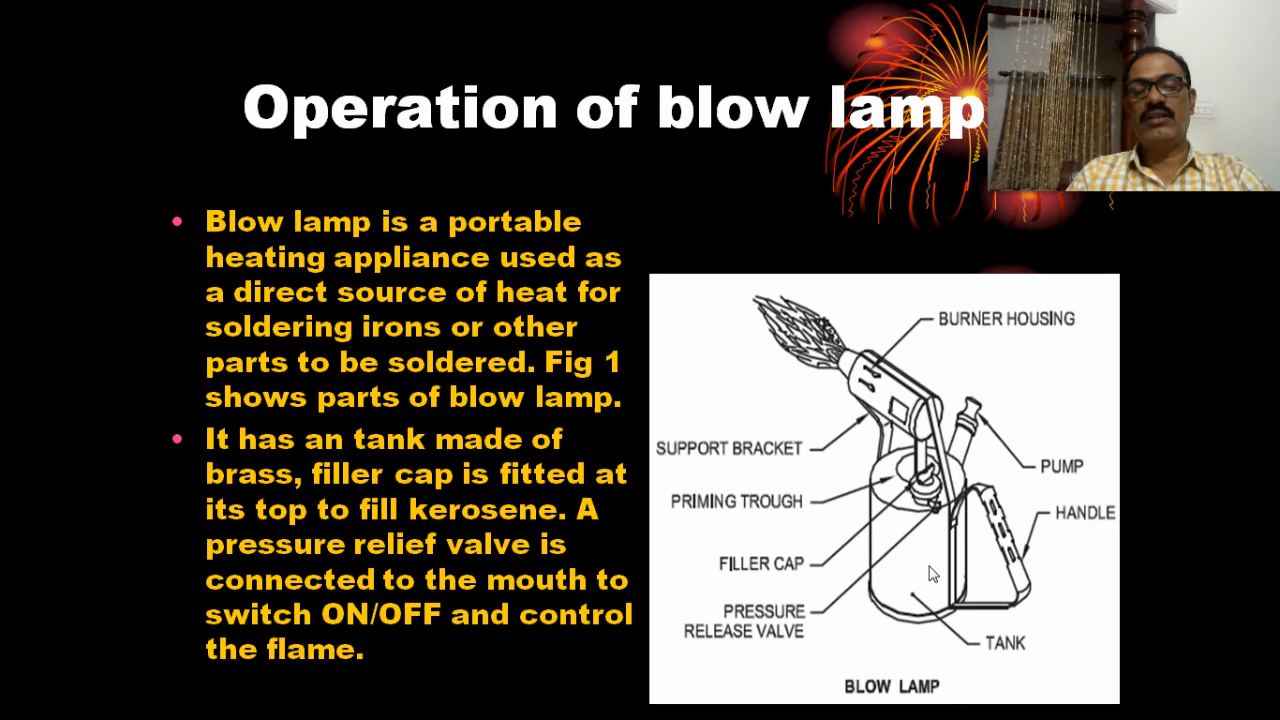 Operation of blow lamp
• Blow lamp is a portable
heating appliance used as
a direct source of heat for
soldering irons or other
parts to be soldered. Fig 1
shows parts of blow lamp.
• It has an tank made of
brass, filler cap is fitted at
its top to fill kerosene. A
pressure relief valve is
connected to the mouth to
switch ON/OFF and control
the flame.
BURNER HOUSING
SUPPORT BRACKET
PUMP
PRIMING TROUGH
HANDLE
FILLER CAP
PRESSURE
RELEASE VALVE
TANK
BLOW LAMP